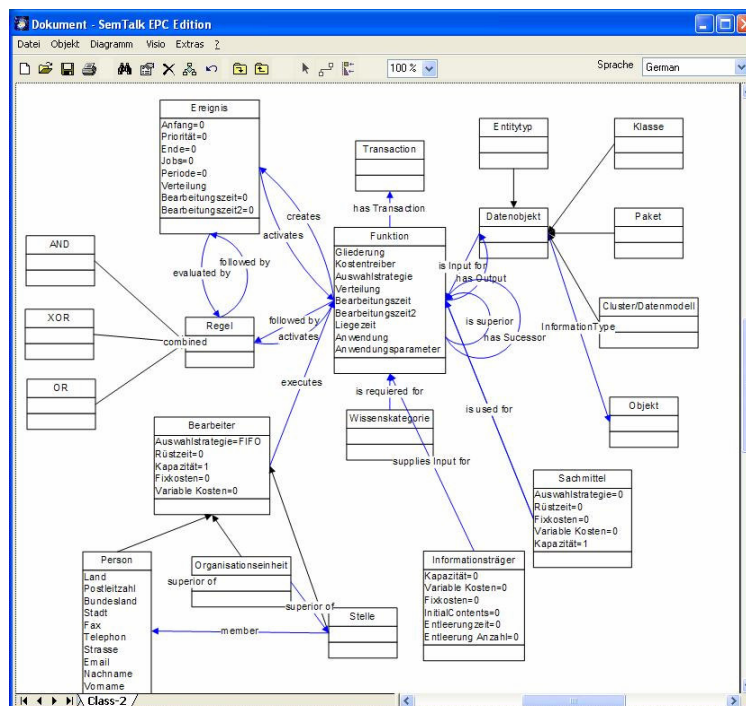 Dokument - SemTalk EPC Edition
Datei Objekt Diagramm Visio Extras ?
100 % Sprache German
Ereignis
Anfang=0
Priorität=0
Ende=0
Jobs=0
Periode=0
Verteilung
Bearbeitungszeit=0
Bearbeitungszeit2=0
Transaction
Entitytyp
Klasse
has Transaction
creates
activates
Datenobjekt
Paket
Funktion
Gliederung
Kostentreiber
Auswahlstrategie
Verteilung
Bearbeitungszeit
Bearbeitungszeit2
Liegezeit
Anwendung
Anwendungsparameter
AND
followed by
evaluated by
is Input for
has Output
Cluster/Datenmodell
XOR
Regel
followed by
activates
combined
is superior
has Sucessor
InformationType
OR
executes
is requiered for
is used for
Objekt
Bearbeiter
Auswahlstrategie=FIFO
Rüstzeit=0
Kapazität=1
Fixkosten=0
Variable Kosten=0
Wissenskategorie
supplies Input for
Sachmittel
Auswahlstrategie=0
Rüstzeit=0
Fixkosten=0
Variable Kosten=0
Kapazität=1
Person
Land
Postleitzahl
Bundesland
Stadt
Fax
Telephon
Strasse
Email
Nachname
Vorname
Organisationseinheit
superior of
superior of
Stelle
member
Informationsträger
Kapazität=0
Variable Kosten=0
Fixkosten=0
InitialContents=0
Entleerungzeit=0
Entleerung Anzahl=0
Class-2